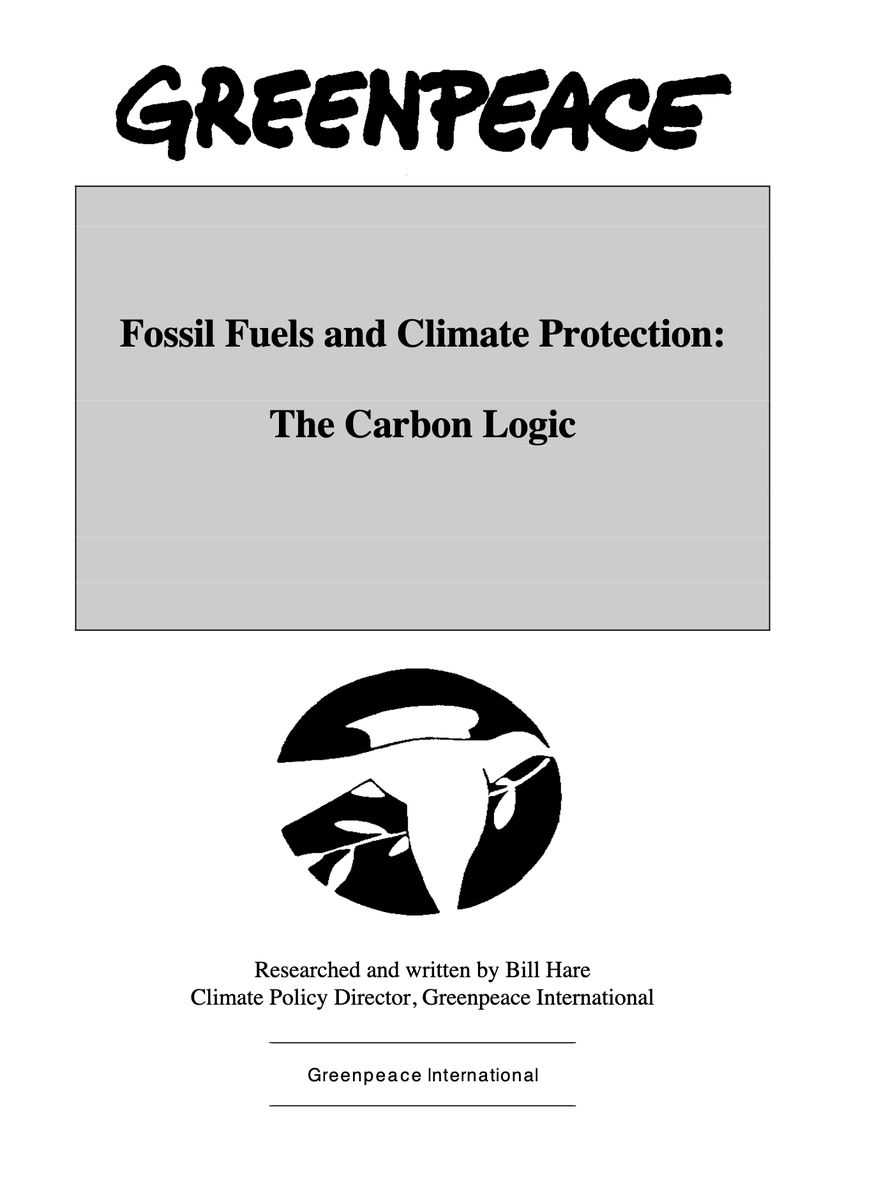 GREENPEACE
Fossil Fuels and Climate Protection:
The Carbon Logic
Researched and written by Bill Hare
Climate Policy Director, Greenpeace International
Greenpeace International